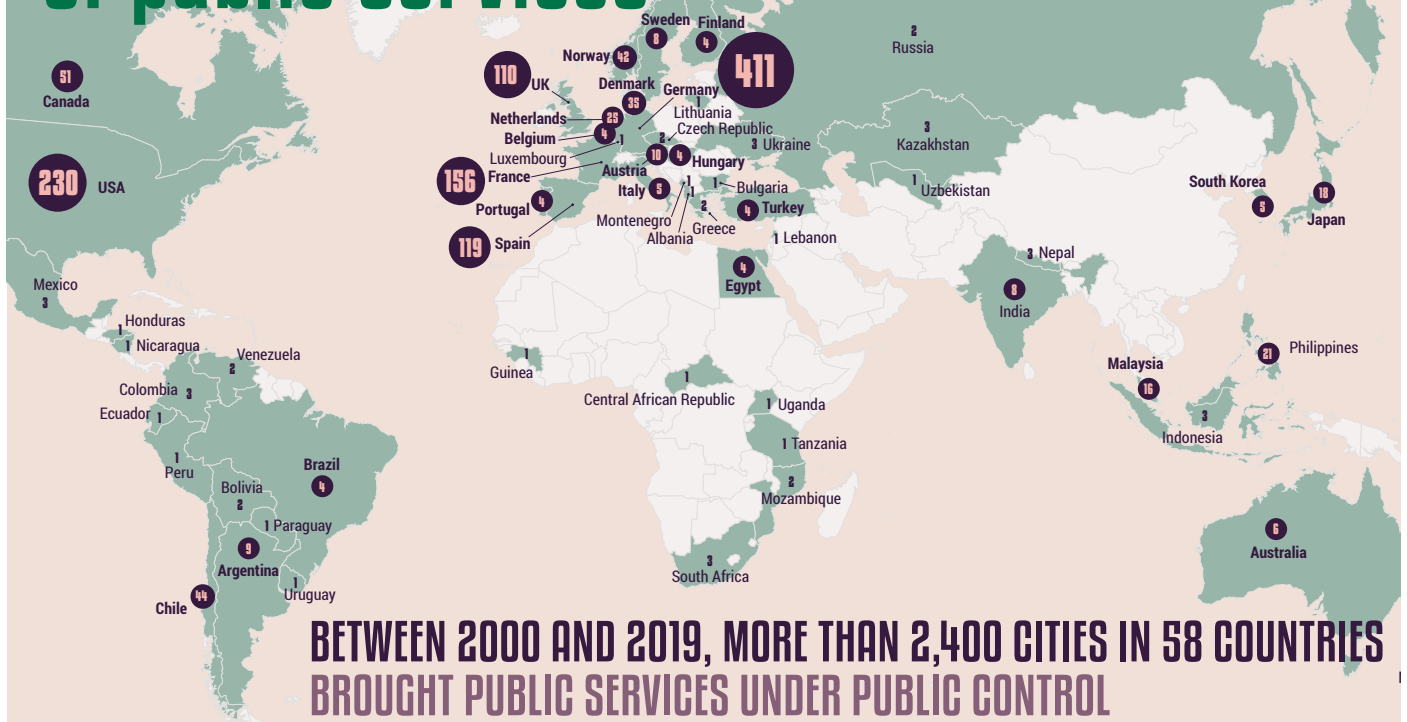 of public services
Sweden
8
Finland
4
Norway
42
411
2
Russia
51
Canada
110
UK
Denmark
35
Germany
1
Lithuania
Netherlands
25
Belgium
4
1
Luxembourg
2
Czech Republic
3 Ukraine
3
Kazakhstan
230
USA
156
France
Austria
10
4
Hungary
1
Uzbekistan
South Korea
5
18
Japan
Italy
5
1
Bulgaria
Portugal
4
1
Montenegro
1
Albania
2
Greece
4
Turkey
119
Spain
1 Lebanon
3 Nepal
4
Egypt
8
India
Mexico
3
1 Honduras
1 Nicaragua
Venezuela
2
Colombia 3
Ecuador 1
1
Guinea
1
Central African Republic
1 Uganda
1 Tanzania
2
Mozambique
Malaysia
16
21
Philippines
3
Indonesia
1
Peru
Brazil
4
Bolivia
2
1 Paraguay
9
Argentina
1
Uruguay
Chile
44
3
South Africa
6
Australia
BETWEEN 2000 AND 2019, MORE THAN 2,400 CITIES IN 58 COUNTRIES
BROUGHT PUBLIC SERVICES UNDER PUBLIC CONTROL